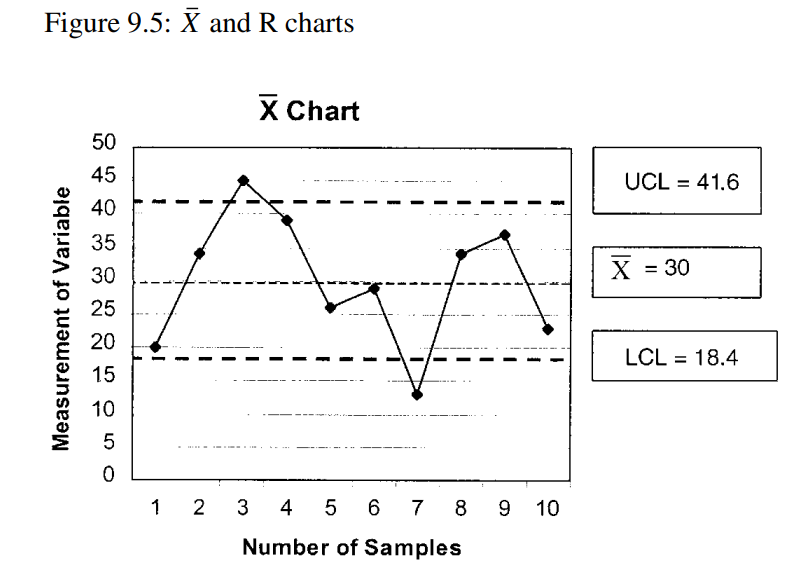 Figure 9.5: X̄ and R charts
X̄ Chart
50
45
40
35
30
25
20
15
10
5
0
Measurement of Variable
1 2 3 4 5 6 7 8 9 10
Number of Samples
UCL = 41.6
X̄ = 30
LCL = 18.4